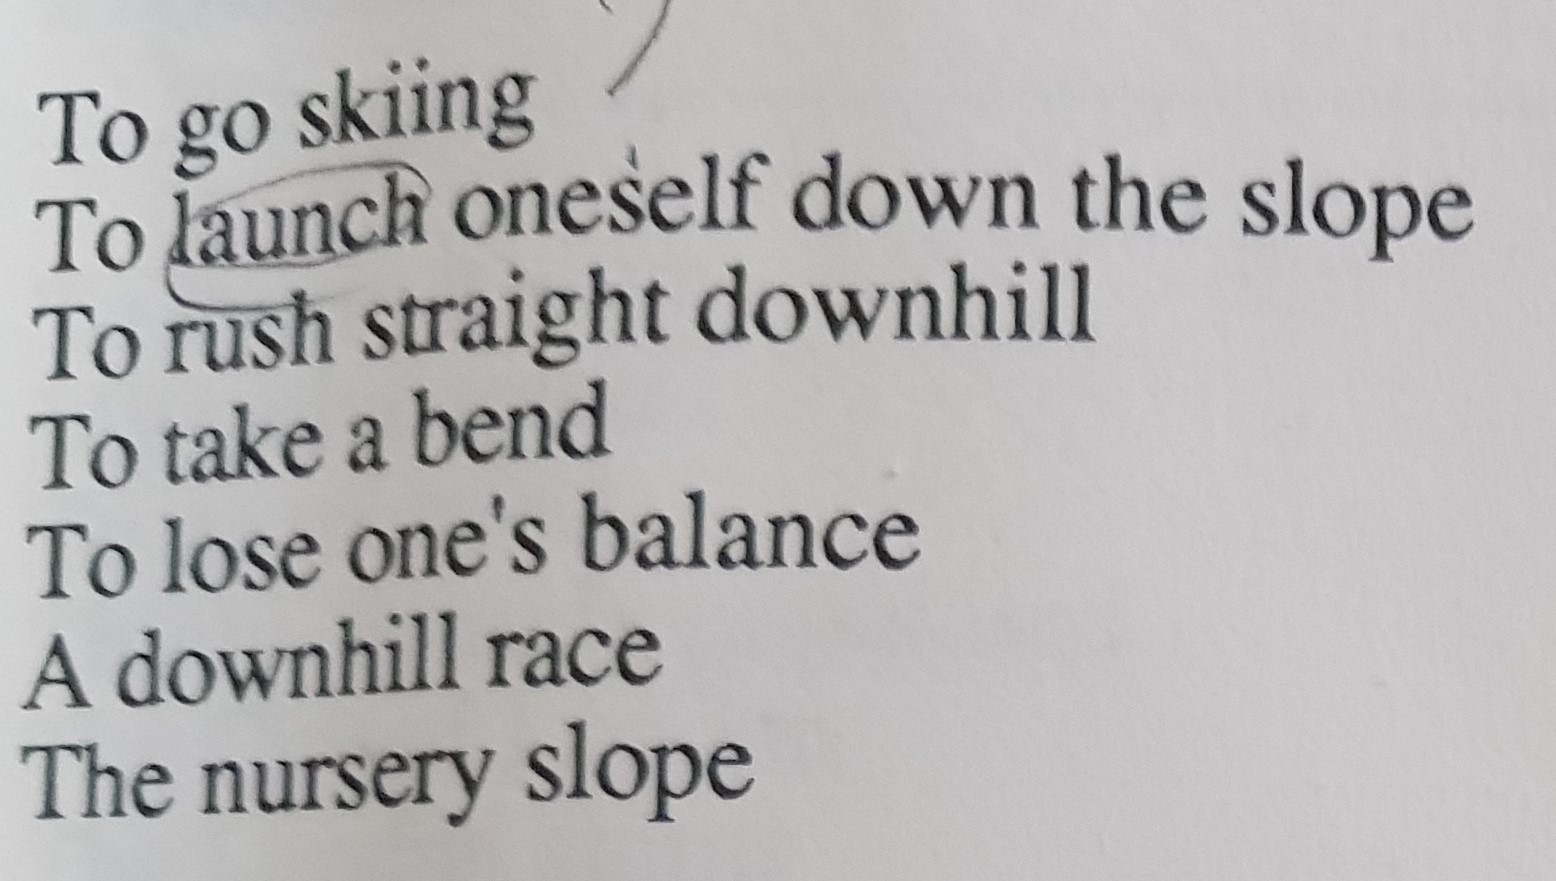 To go skiing
To launch oneself down the slope
To rush straight downhill
To take a bend
To lose one's balance
A downhill race
The nursery slope